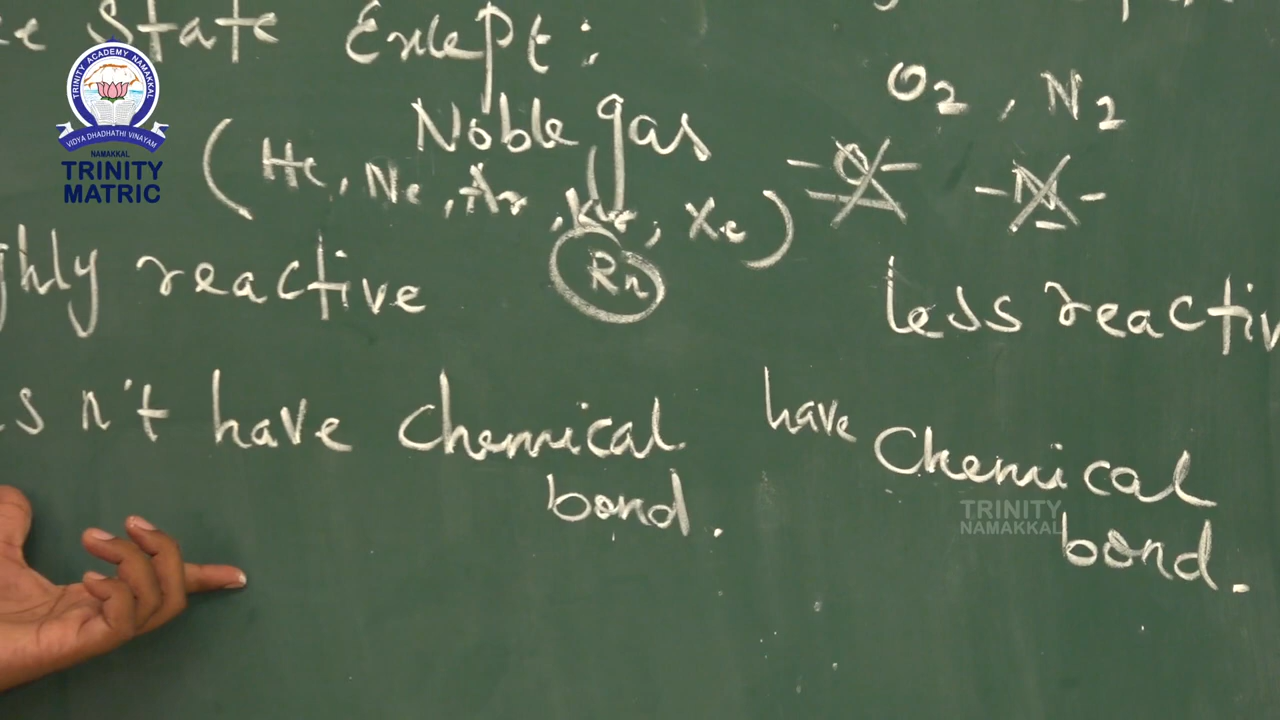 State Except :
Noble gas
(He, Ne, Ar, Kr, Xe)
Rn
reactive
n't have chemical
bond.
O2, N2
O
N
less reactiv
have Chemical
bond.
TRINITY ACADEMY NAMAKKAL
VIDYA DHADHATHI VINAYAM
NAMAKKAL
TRINITY
MATRIC
TRINITY
NAMAKKAL